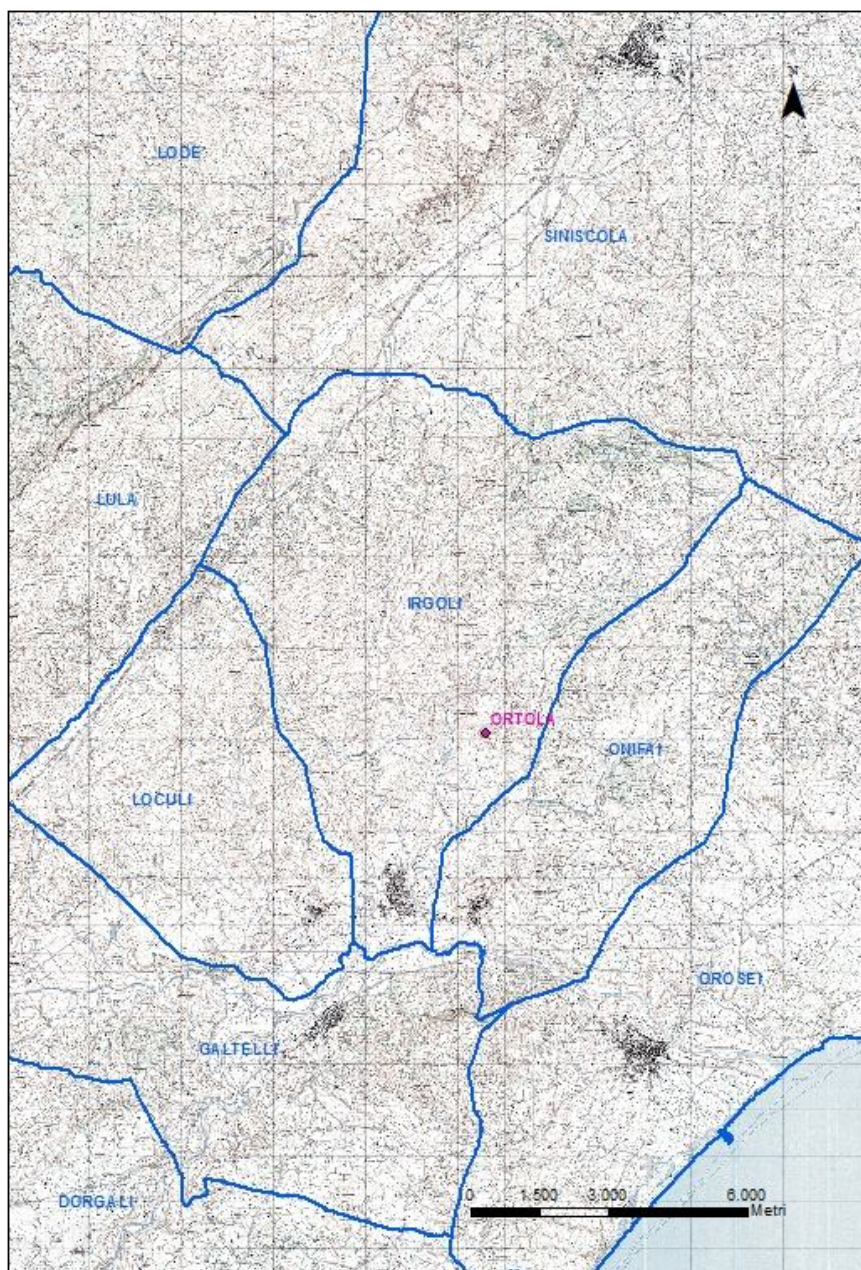 N
LODE'
SINISCOLA
LULA
IRGOLI
ORTOLA
ONIFAI
LOCULI
OROSEI
GALTELLI'
DORGALI
0 1.500 3.000 6.000
Metri